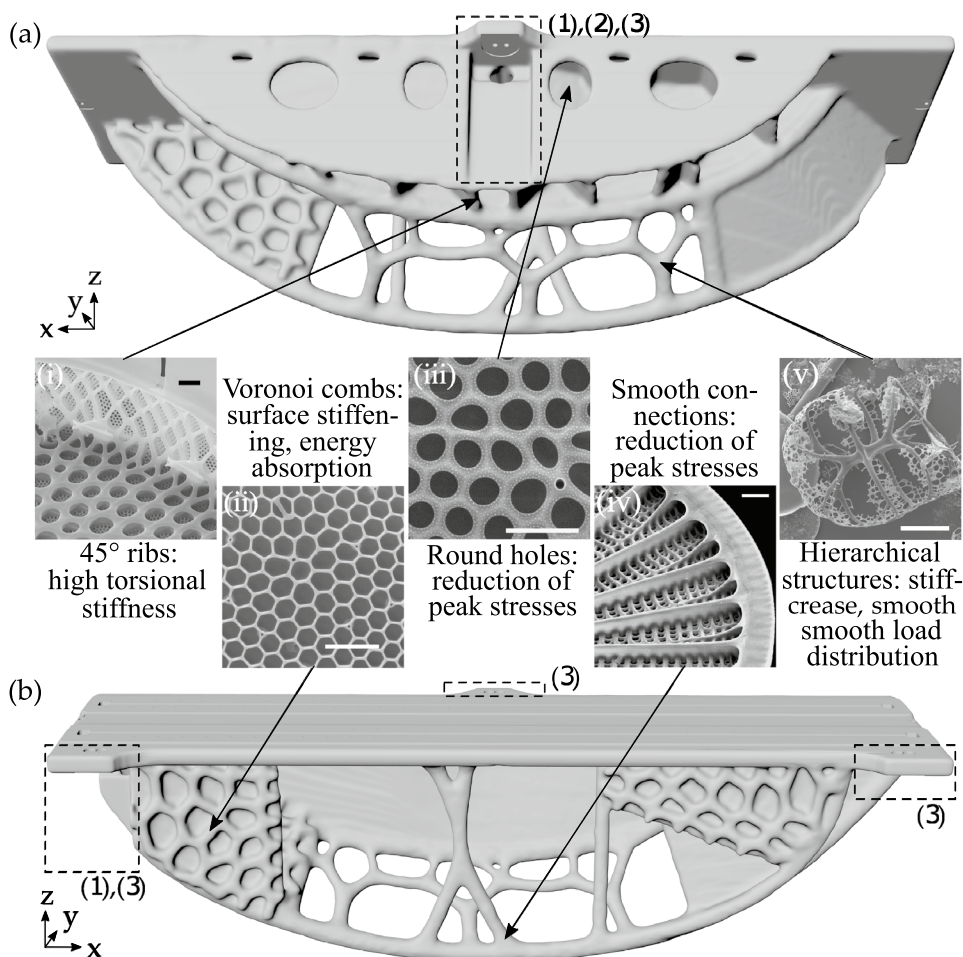 (a)
(1),(2),(3)
z
y
x
(i)
45° ribs:
high torsional
stiffness
Voronoi combs:
surface stiffen-
ing, energy
absorption
(ii)
(iii)
Round holes:
reduction of
peak stresses
Smooth con-
nections:
reduction of
peak stresses
(iv)
(v)
Hierarchical
structures: stiff-
crease, smooth
smooth load
distribution
(b)
(3)
(3)
(1),(3)
z
y
x